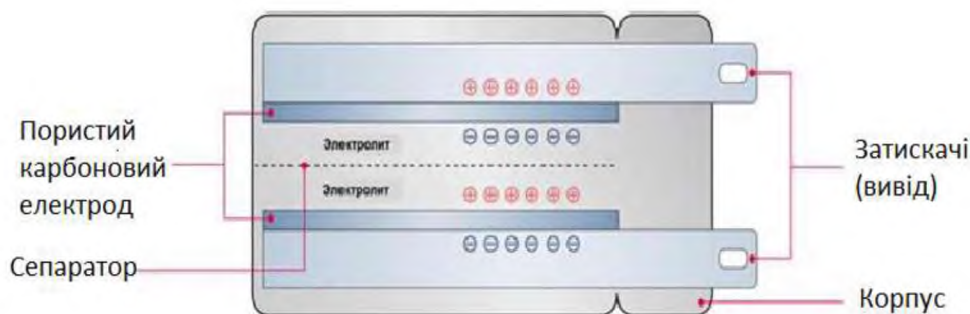 Пористий
карбоновий
електрод
Сепаратор
Электролит
Электролит
Затискачі
(вивід)
Корпус